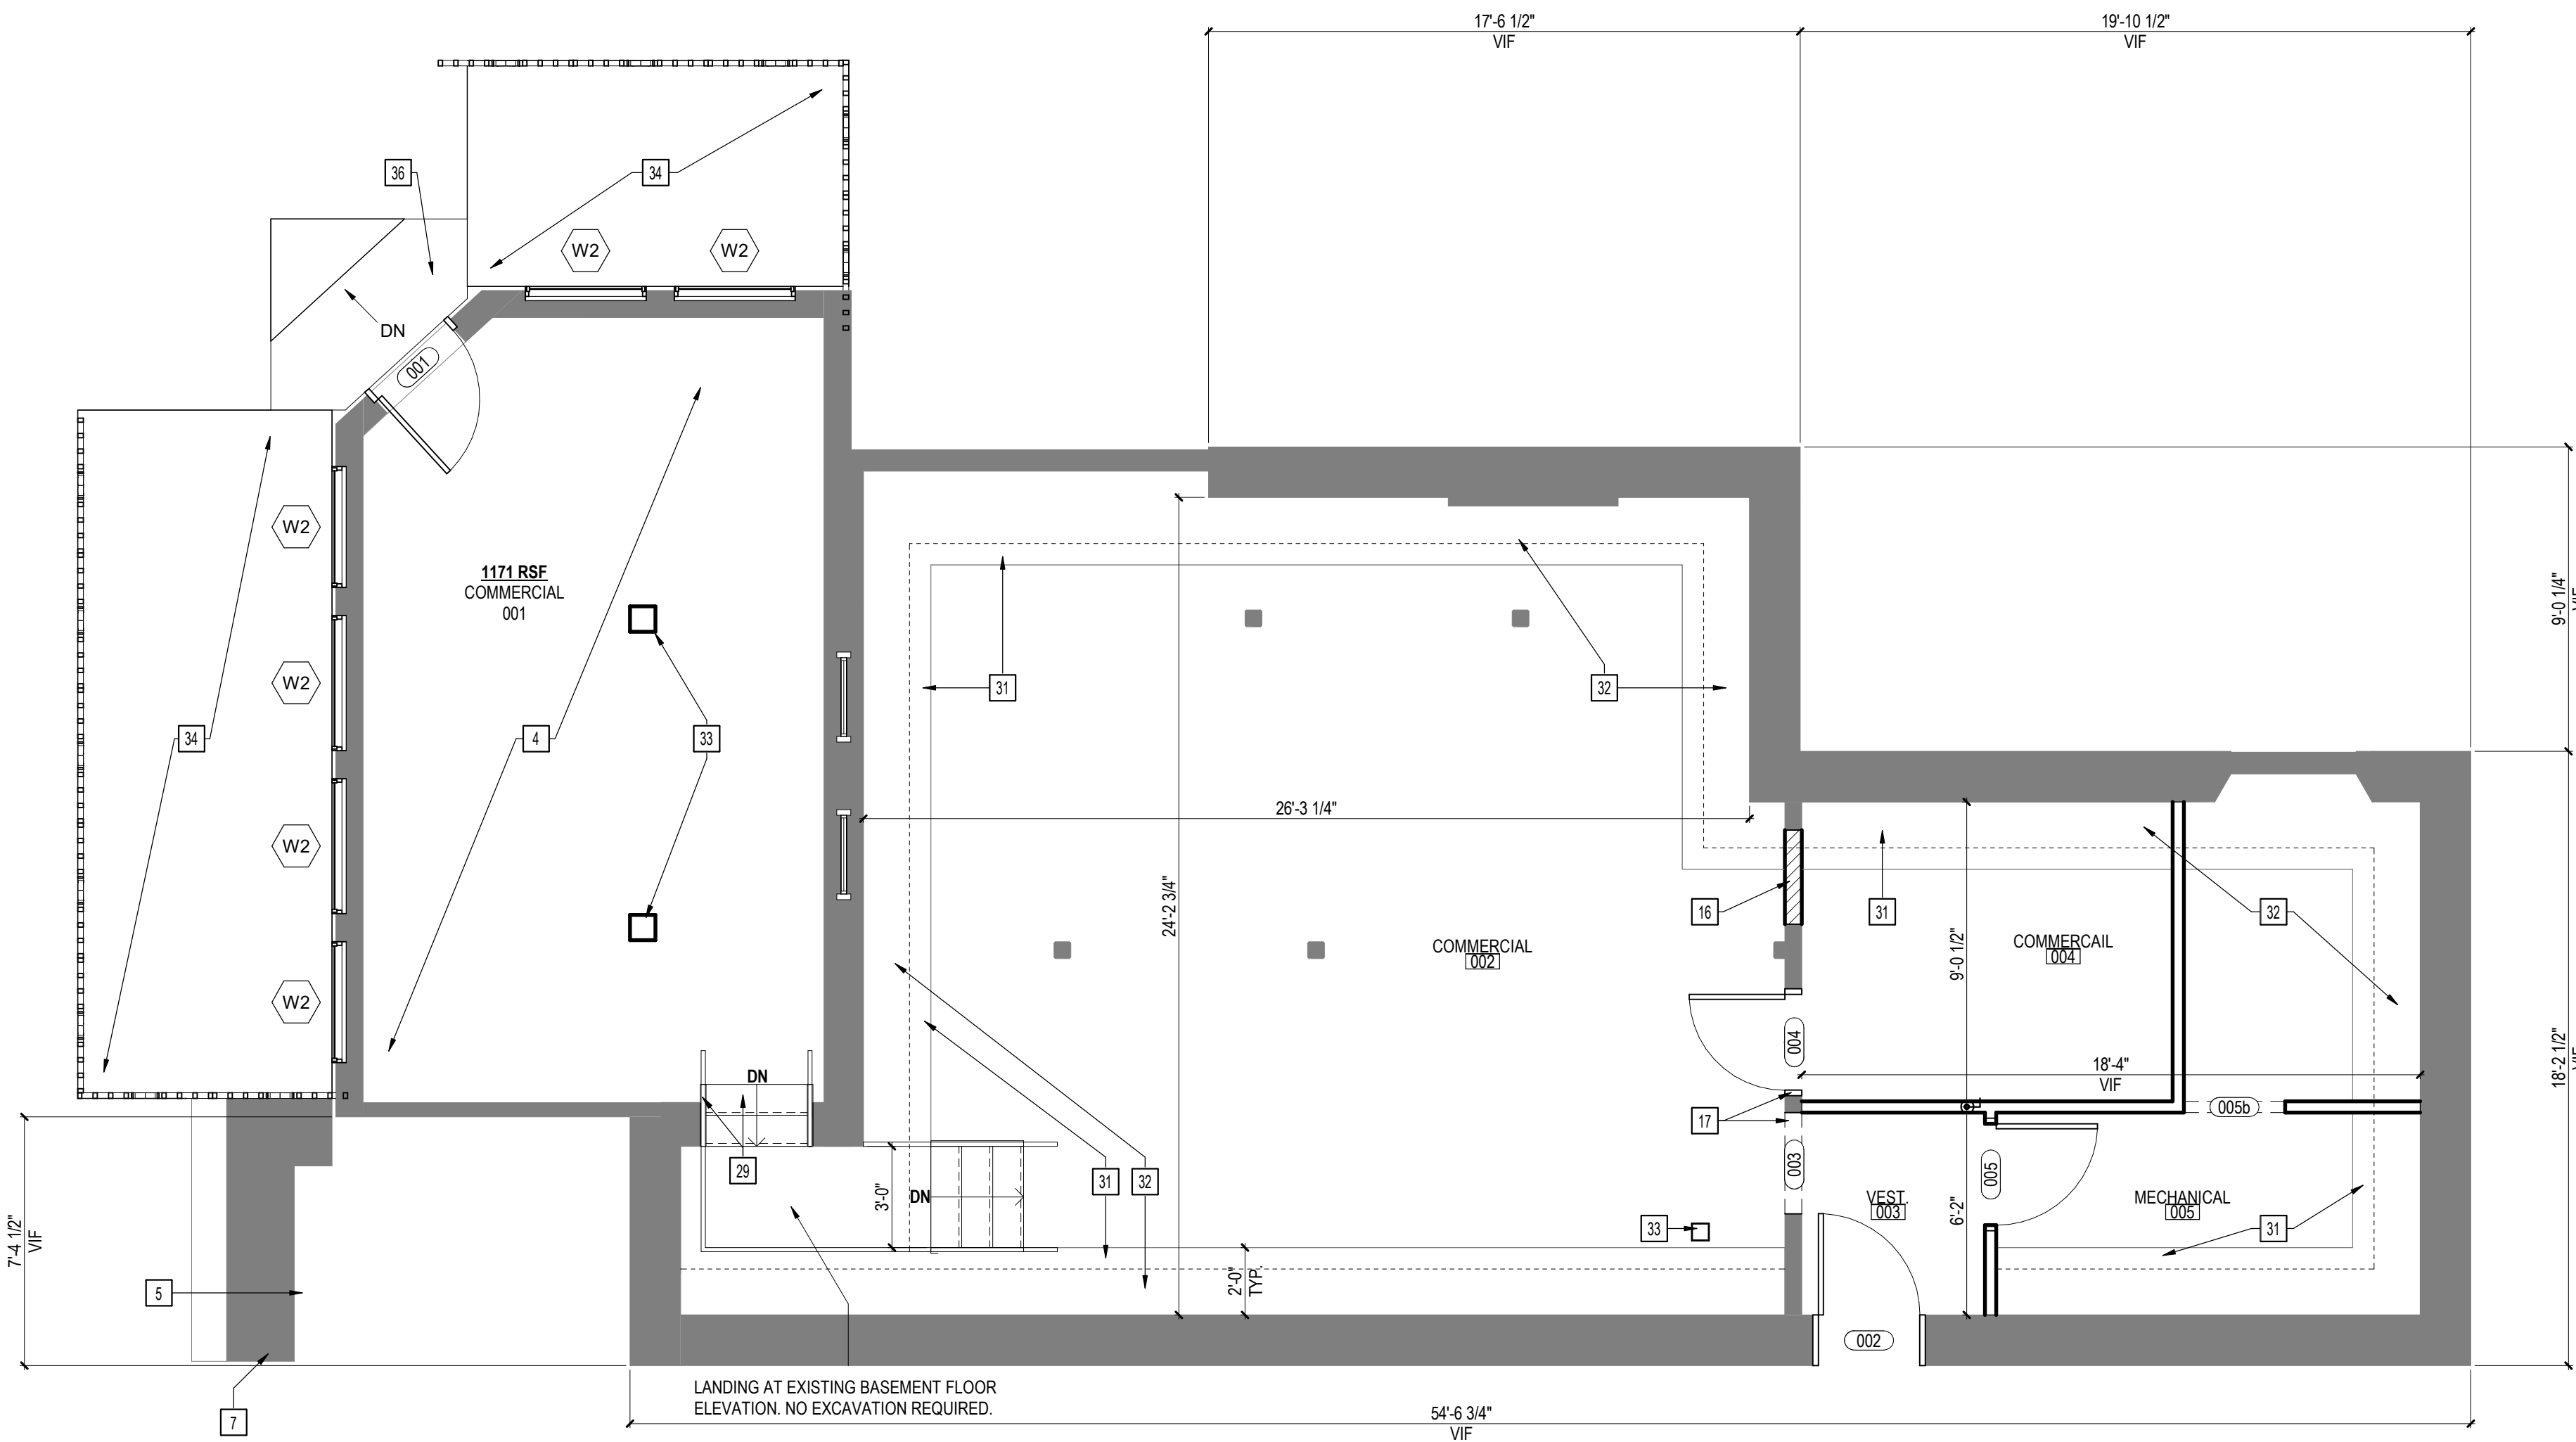 17'-6 1/2"
VIF
19'-10 1/2"
VIF
36
34
W2
W2
DN
001
9'-0 1/4"
VIF
W2
1171 RSF
COMMERCIAL
001
W2
31
32
34
4
33
26'-3 1/4"
W2
24'-2 3/4"
16
31
32
COMMERCIAL
002
COMMERCAIL
004
9'-0 1/2"
W2
004
18'-4"
VIF
18'-2 1/2"
VIF
DN
17
005b
29
31
32
003
005
3'-0"
DN
VEST.
003
MECHANICAL
005
6'-2"
33
31
7'-4 1/2"
VIF
2'-0"
TYP.
5
002
LANDING AT EXISTING BASEMENT FLOOR
ELEVATION. NO EXCAVATION REQUIRED.
7
54'-6 3/4"
VIF